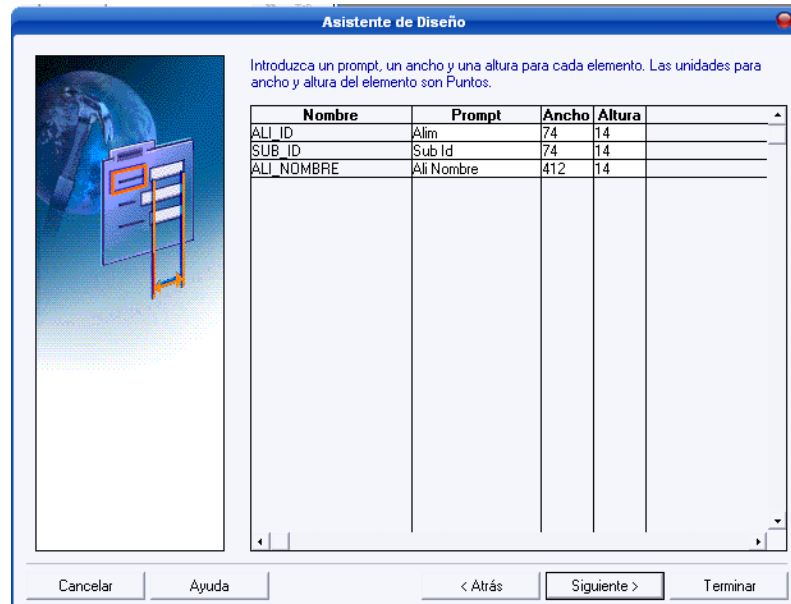 Asistente de Diseño
Introduzca un prompt, un ancho y una altura para cada elemento. Las unidades para
ancho y altura del elemento son Puntos.
Nombre Prompt Ancho Altura
ALI_ID Alim 74 14
SUB_ID Sub Id 74 14
ALI_NOMBRE Ali Nombre 412 14
Cancelar Ayuda < Atrás Siguiente > Terminar